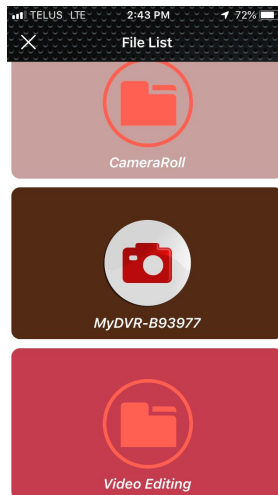 TELUS LTE 2:43 PM 72%
File List
CameraRoll
MyDVR-B93977
Video Editing